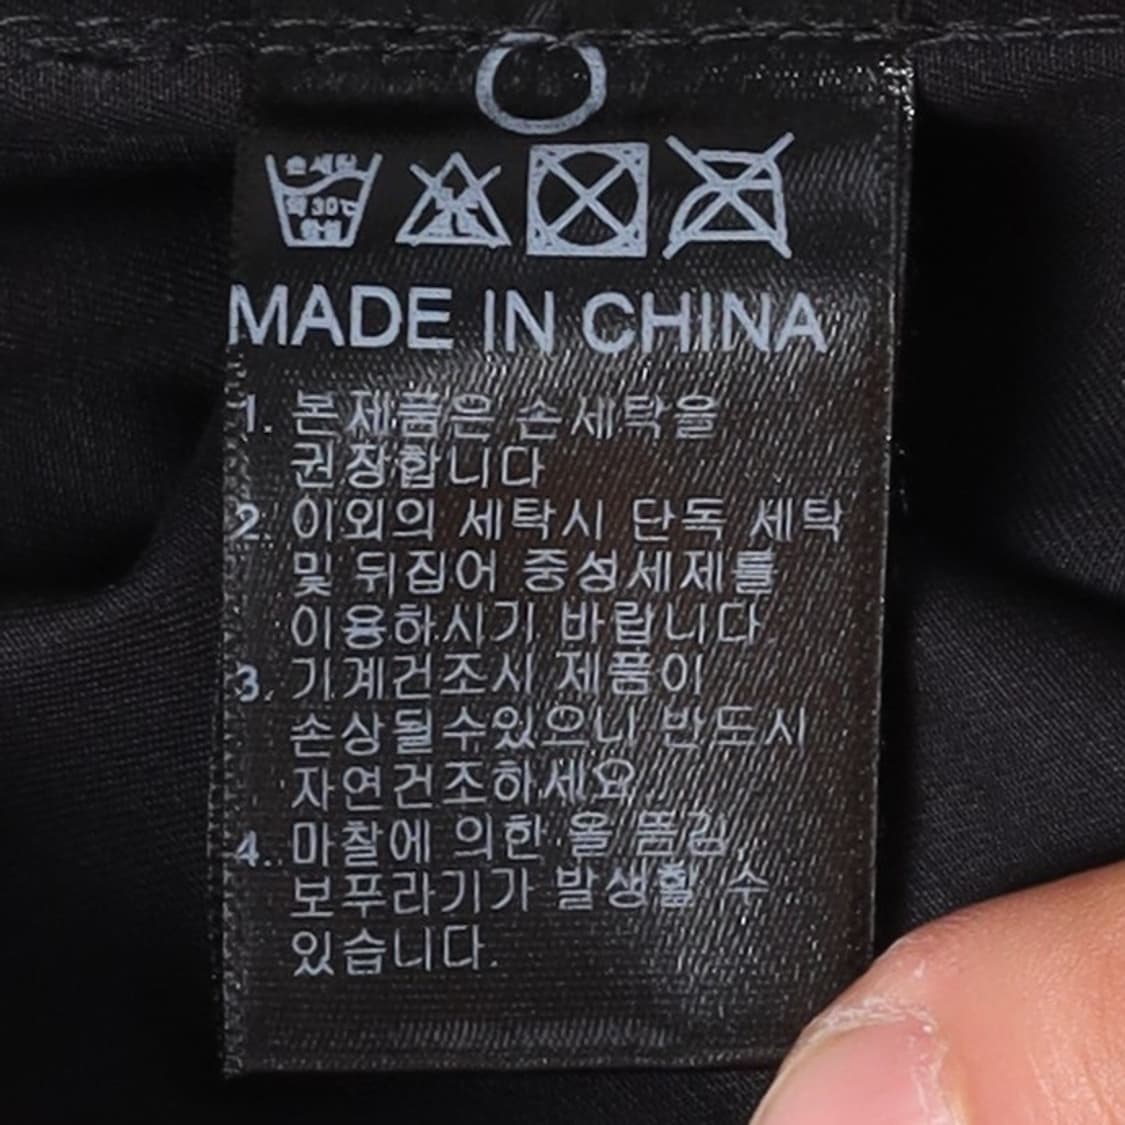 손세탁
약 30℃
중성
MADE IN CHINA
1. 본제품은 손세탁을
권장합니다
2. 이외의 세탁시 단독 세탁
및 뒤집어 중성세제를
이용하시기 바랍니다.
3. 기계건조시 제품이
손상될수있으니 반드시
자연건조하세요
4. 마찰에 의한 올 뜯김,
보푸라기가 발생할 수
있습니다.